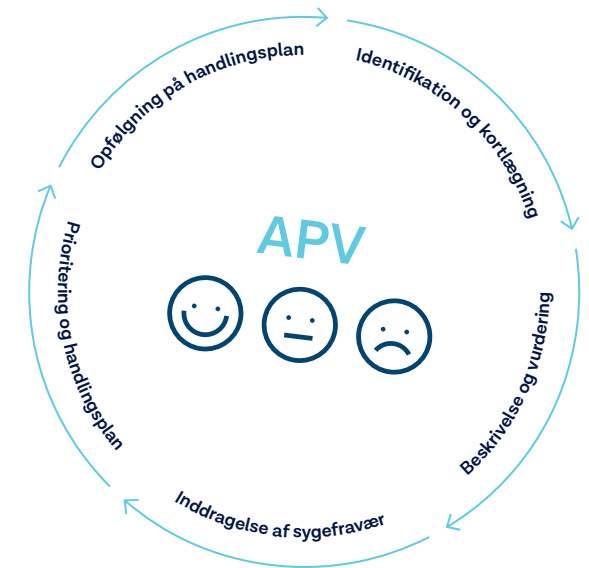 Identifikation og kortlægning
Beskrivelse og vurdering
Inddragelse af sygefravær
Prioritering og handlingsplan
Opfølgning på handlingsplan
APV